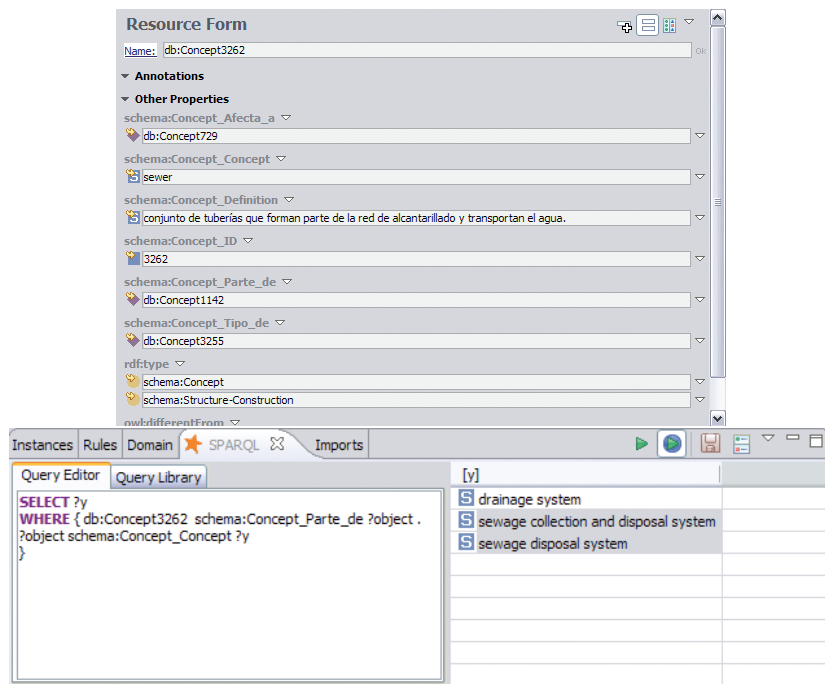 Resource Form
Name: db:Concept3262 Ok
Annotations
Other Properties
schema:Concept_Afecta_a
db:Concept729
schema:Concept_Concept
S sewer
schema:Concept_Definition
S conjunto de tuberías que forman parte de la red de alcantarillado y transportan el agua.
schema:Concept_ID
3262
schema:Concept_Parte_de
db:Concept1142
schema:Concept_Tipo_de
db:Concept3255
rdf:type
schema:Concept
schema:Structure-Construction
owl:differentFrom
Instances Rules Domain SPARQL Imports
Query Editor Query Library
SELECT ?y
WHERE { db:Concept3262 schema:Concept_Parte_de ?object .
?object schema:Concept_Concept ?y
}
[y]
S drainage system
S sewage collection and disposal system
S sewage disposal system